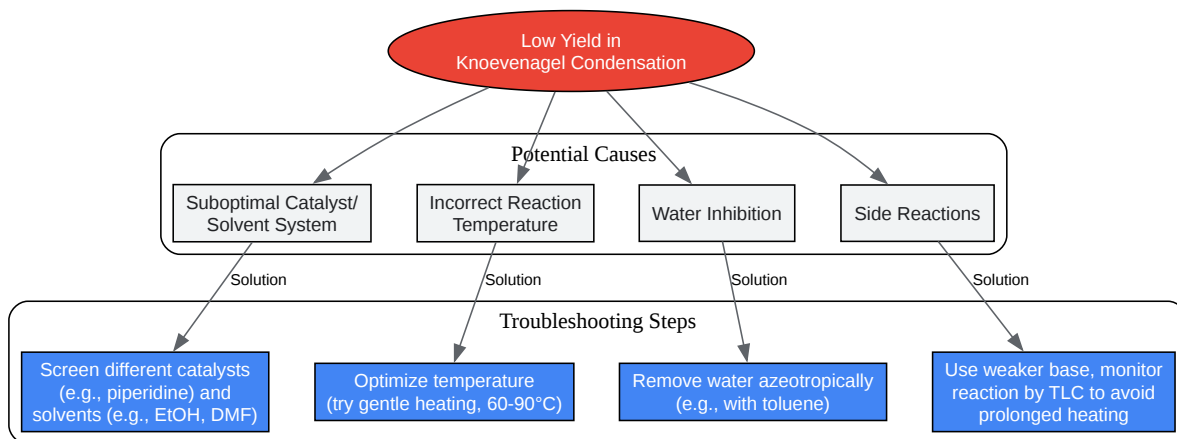 Low Yield in
Knoevenagel Condensation
Potential Causes
Suboptimal Catalyst/
Solvent System
Incorrect Reaction
Temperature
Water Inhibition
Side Reactions
Solution
Solution
Solution
Solution
Troubleshooting Steps
Screen different catalysts
(e.g., piperidine) and
solvents (e.g., EtOH, DMF)
Optimize temperature
(try gentle heating, 60-90°C)
Remove water azeotropically
(e.g., with toluene)
Use weaker base, monitor
reaction by TLC to avoid
prolonged heating